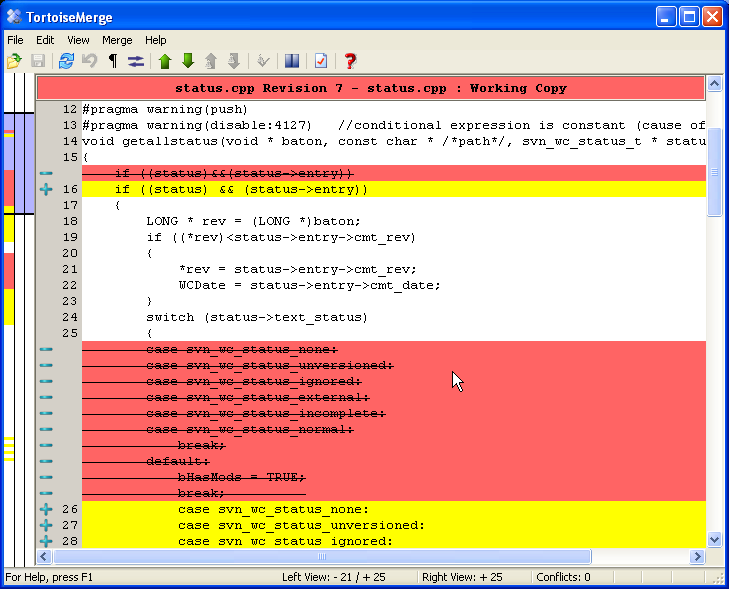 TortoiseMerge
File Edit View Merge Help
status.cpp Revision 7 - status.cpp : Working Copy
12 #pragma warning(push)
13 #pragma warning(disable:4127)   //conditional expression is constant (cause of
14 void getallstatus(void * baton, const char * /*path*/, svn_wc_status_t * statu
15 {
if ((status)&&(status->entry))
16 if ((status) && (status->entry))
17 {
18 LONG * rev = (LONG *)baton;
19 if ((*rev)<status->entry->cmt_rev)
20 {
21 *rev = status->entry->cmt_rev;
22 WCDate = status->entry->cmt_date;
23 }
24 switch (status->text_status)
25 {
case svn_wc_status_none:
case svn_wc_status_unversioned:
case svn_wc_status_ignored:
case svn_wc_status_external:
case svn_wc_status_incomplete:
case svn_wc_status_normal:
break;
default:
bHasMods = TRUE;
break;
26 case svn_wc_status_none:
27 case svn_wc_status_unversioned:
28 case svn_wc_status_ignored:
For Help, press F1 Left View: - 21 / + 25 Right View: + 25 Conflicts: 0